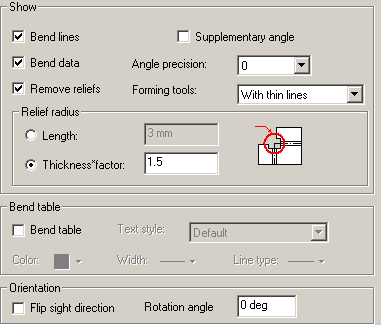 Show
Bend lines
Supplementary angle
Bend data
Angle precision:
0
Remove reliefs
Forming tools:
With thin lines
Relief radius
Length:
3 mm
Thickness*factor:
1.5
Bend table
Bend table
Text style:
Default
Color:
Width:
Line type:
Orientation
Flip sight direction
Rotation angle
0 deg